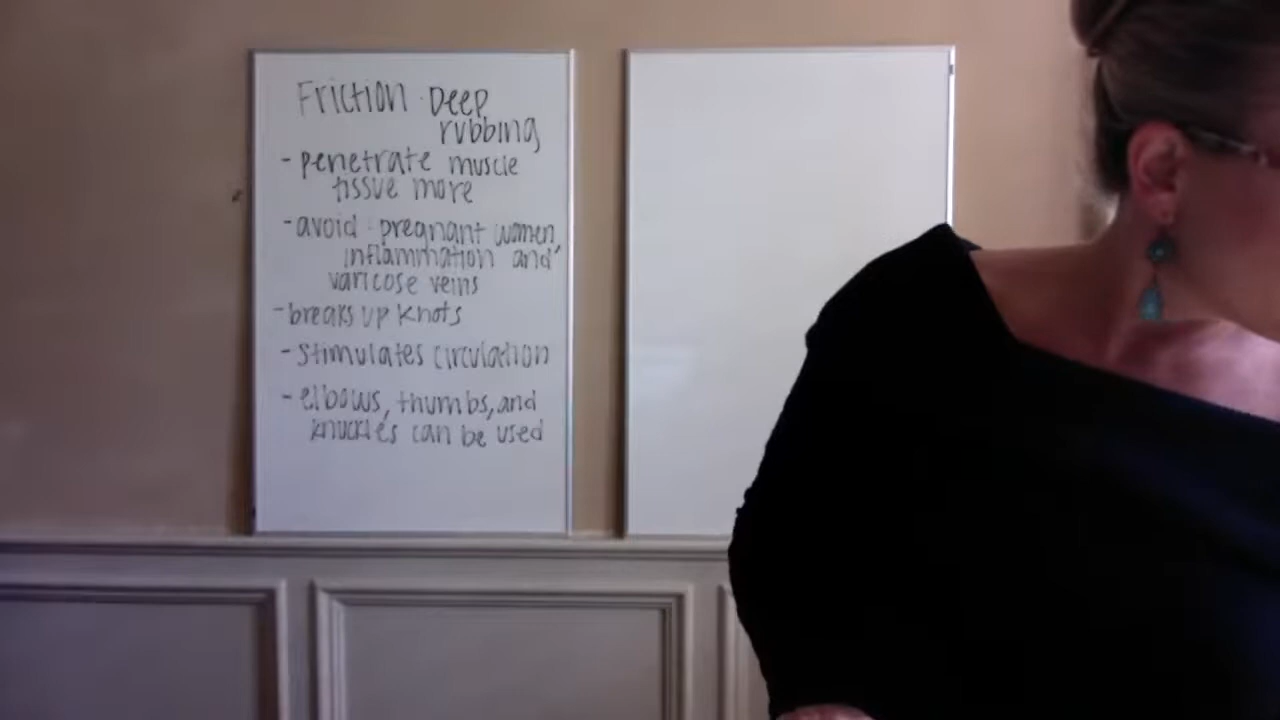 Friction · Deep
rubbing
- penetrate muscle
tissue more
- avoid : pregnant women,
inflammation and
varicose veins
- breaks up knots
- stimulates circulation
- elbows, thumbs, and
knuckles can be used